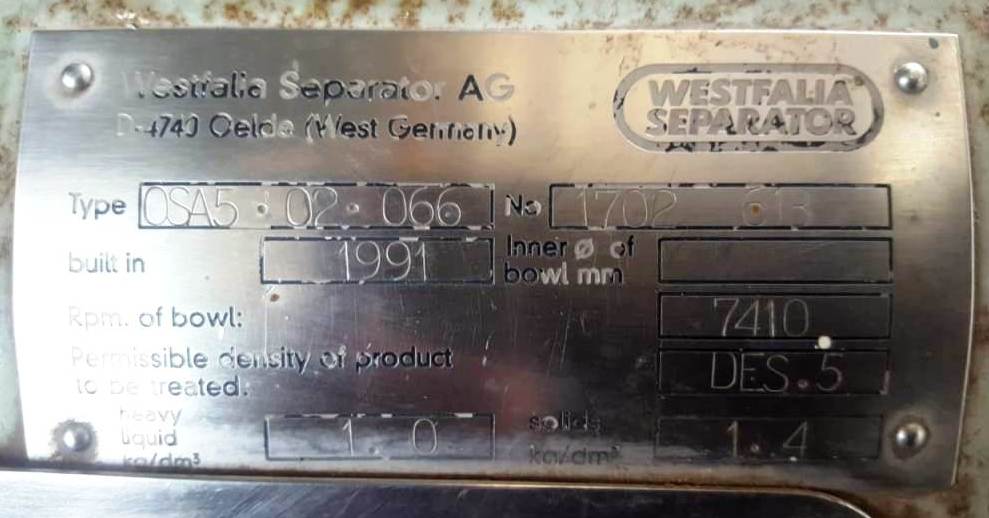 Westfalia Separator AG
WESTFALIA SEPARATOR
D-4740 Oelde (West Germany)
Type OSA5 · 02 · 066 No 1702
built in 1991 Inner ø of bowl mm
Rpm. of bowl: 7410
Permissible density of product
to be treated. DES.5
heavy liquid kg/dm³ 1.0 solids kg/dm³ 1.4